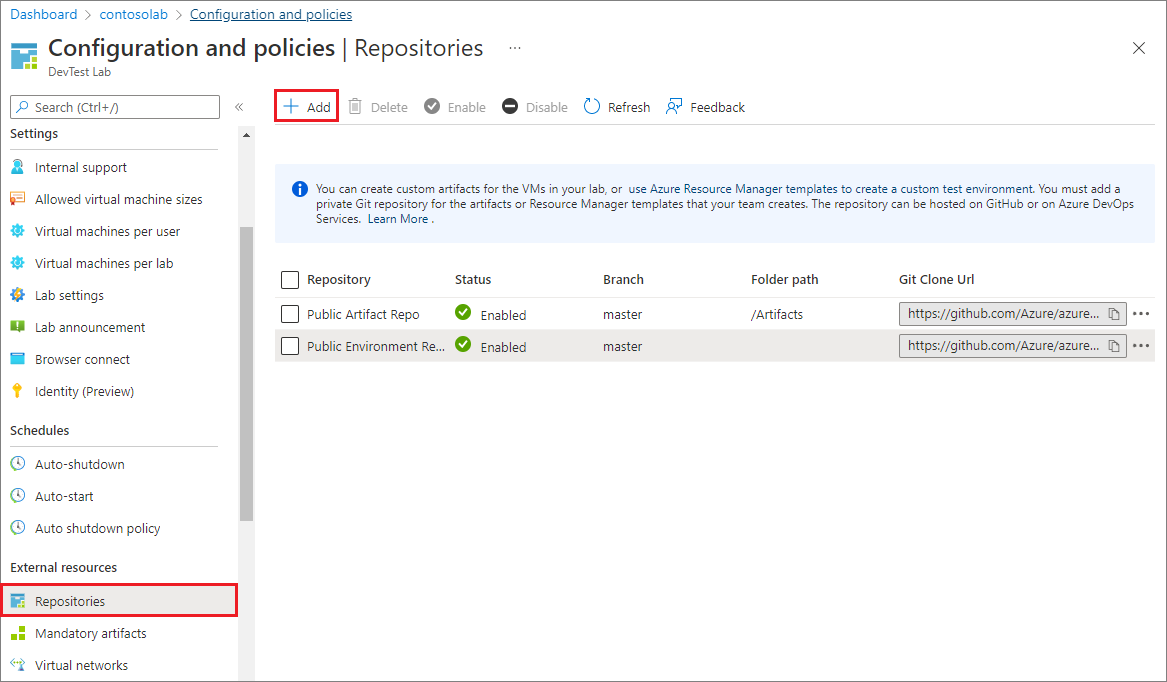 Dashboard > contosolab > Configuration and policies
Configuration and policies | Repositories ...
DevTest Lab
Search (Ctrl+/)
«
Settings
Internal support
Allowed virtual machine sizes
Virtual machines per user
Virtual machines per lab
Lab settings
Lab announcement
Browser connect
Identity (Preview)
Schedules
Auto-shutdown
Auto-start
Auto shutdown policy
External resources
Repositories
Mandatory artifacts
Virtual networks
Add Delete Enable Disable Refresh Feedback
You can create custom artifacts for the VMs in your lab, or use Azure Resource Manager templates to create a custom test environment. You must add a
private Git repository for the artifacts or Resource Manager templates that your team creates. The repository can be hosted on GitHub or on Azure DevOps
Services. Learn More .
Repository Status Branch Folder path Git Clone Url
Public Artifact Repo Enabled master /Artifacts https://github.com/Azure/azure... ...
Public Environment Re... Enabled master https://github.com/Azure/azure... ...